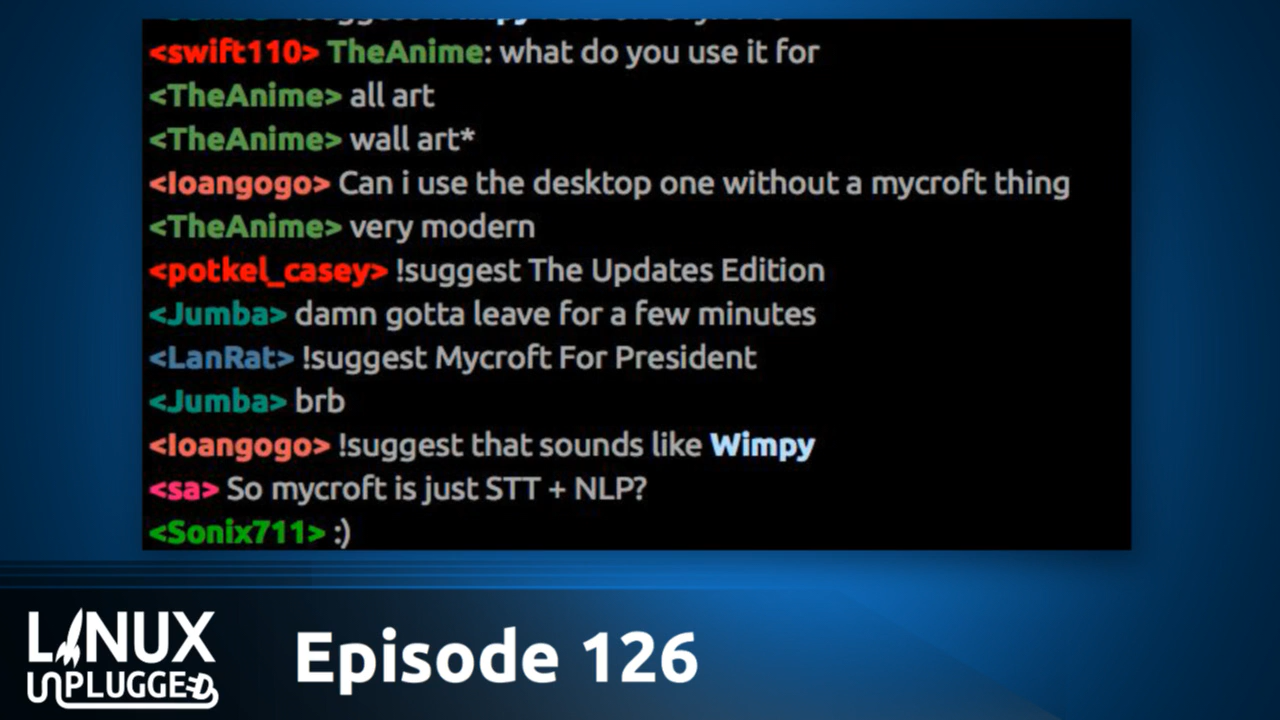 <swift110> TheAnime: what do you use it for
<TheAnime> all art
<TheAnime> wall art*
<Ioangogo> Can i use the desktop one without a mycroft thing
<TheAnime> very modern
<potkel_casey> !suggest The Updates Edition
<Jumba> damn gotta leave for a few minutes
<LanRat> !suggest Mycroft For President
<Jumba> brb
<Ioangogo> !suggest that sounds like Wimpy
<sa> So mycroft is just STT + NLP?
<Sonix711> :)
LINUX
UNPLUGGED
Episode 126